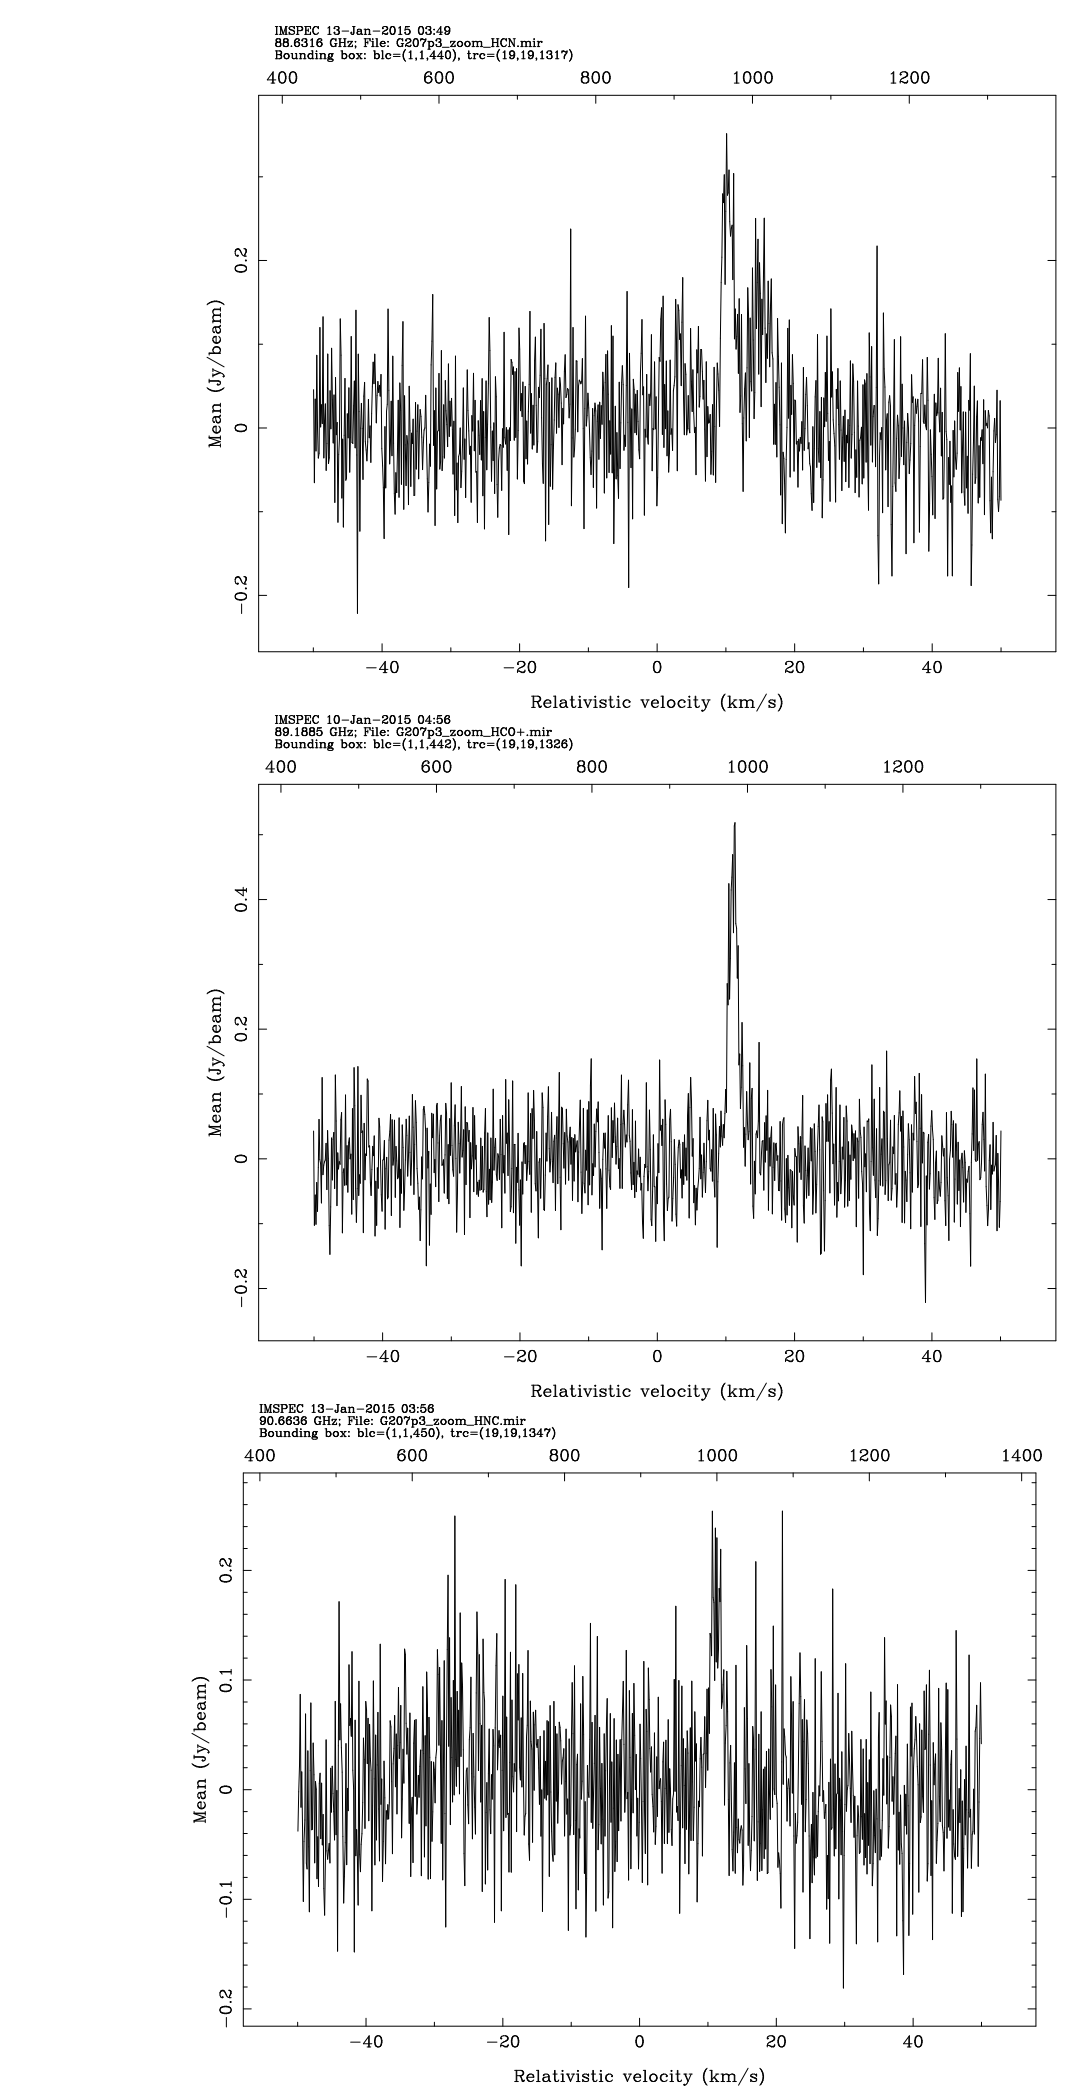 IMSPEC 13-Jan-2015 03:49
88.6316 GHz; File: G207p3_zoom_HCN.mir
Bounding box: blc=(1,1,440), trc=(19,19,1317)
400 600 800 1000 1200
0.2
0
-0.2
Mean (Jy/beam)
-40 -20 0 20 40
Relativistic velocity (km/s)
IMSPEC 10-Jan-2015 04:56
89.1885 GHz; File: G207p3_zoom_HCO+.mir
Bounding box: blc=(1,1,442), trc=(19,19,1326)
400 600 800 1000 1200
0.4
0.2
0
-0.2
Mean (Jy/beam)
-40 -20 0 20 40
Relativistic velocity (km/s)
IMSPEC 13-Jan-2015 03:56
90.6636 GHz; File: G207p3_zoom_HNC.mir
Bounding box: blc=(1,1,450), trc=(19,19,1347)
400 600 800 1000 1200 1400
0.2
0.1
0
-0.1
-0.2
Mean (Jy/beam)
-40 -20 0 20 40
Relativistic velocity (km/s)